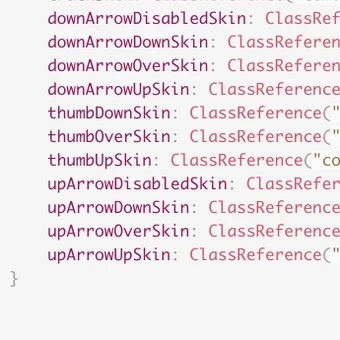 downArrowDisabledSkin: ClassRef
downArrowDownSkin: ClassReferen
downArrowOverSkin: ClassReferen
downArrowUpSkin: ClassReference
thumbDownSkin: ClassReference("
thumbOverSkin: ClassReference("
thumbUpSkin: ClassReference("co
upArrowDisabledSkin: ClassRefer
upArrowDownSkin: ClassReference
upArrowOverSkin: ClassReference
upArrowUpSkin: ClassReference("
}